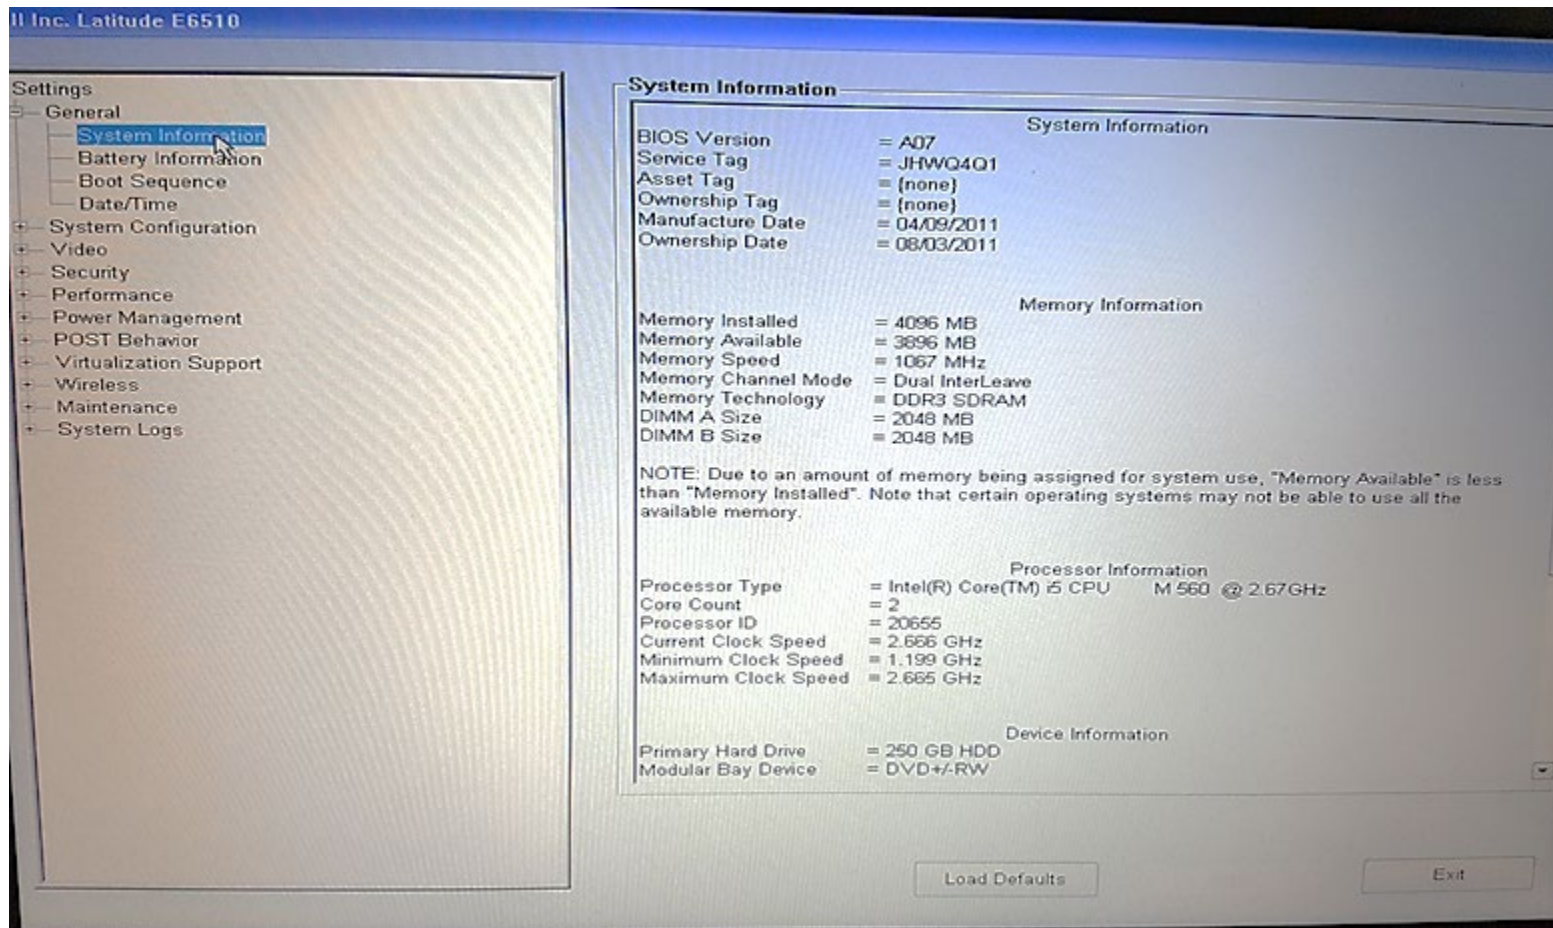 ll Inc. Latitude E6510
Settings
General
System Information
Battery Information
Boot Sequence
Date/Time
System Configuration
Video
Security
Performance
Power Management
POST Behavior
Virtualization Support
Wireless
Maintenance
System Logs
System Information
System Information
BIOS Version = A07
Service Tag = JHWQ4Q1
Asset Tag = {none}
Ownership Tag = {none}
Manufacture Date = 04/09/2011
Ownership Date = 08/03/2011
Memory Information
Memory Installed = 4096 MB
Memory Available = 3896 MB
Memory Speed = 1067 MHz
Memory Channel Mode = Dual InterLeave
Memory Technology = DDR3 SDRAM
DIMM A Size = 2048 MB
DIMM B Size = 2048 MB
NOTE: Due to an amount of memory being assigned for system use, "Memory Available" is less
than "Memory Installed". Note that certain operating systems may not be able to use all the
available memory.
Processor Information
Processor Type = Intel(R) Core(TM) i5 CPU M 560 @ 2.67GHz
Core Count = 2
Processor ID = 20655
Current Clock Speed = 2.666 GHz
Minimum Clock Speed = 1.199 GHz
Maximum Clock Speed = 2.665 GHz
Device Information
Primary Hard Drive = 250 GB HDD
Modular Bay Device = DVD+/-RW
Load Defaults
Exit